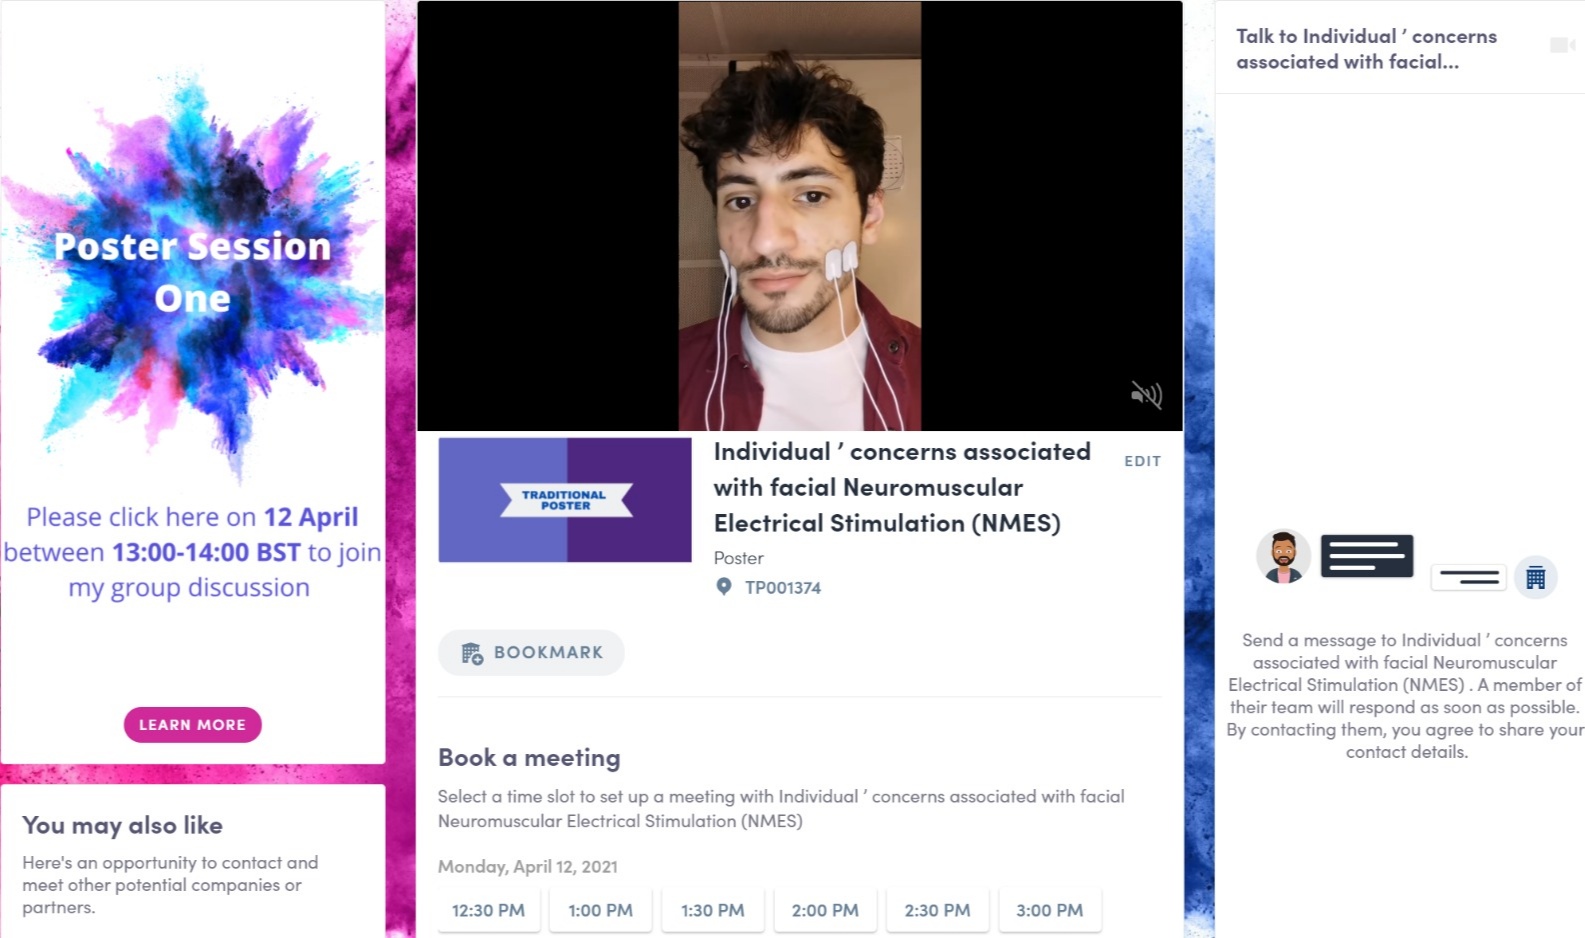 Poster Session
One
Please click here on 12 April
between 13:00-14:00 BST to join
my group discussion
LEARN MORE
You may also like
Here's an opportunity to contact and
meet other potential companies or
partners.
TRADITIONAL
POSTER
Individual ’ concerns associated
with facial Neuromuscular
Electrical Stimulation (NMES)
EDIT
Poster
TP001374
BOOKMARK
Book a meeting
Select a time slot to set up a meeting with Individual ’ concerns associated with facial
Neuromuscular Electrical Stimulation (NMES)
Monday, April 12, 2021
12:30 PM 1:00 PM 1:30 PM 2:00 PM 2:30 PM 3:00 PM
Talk to Individual ’ concerns
associated with facial...
Send a message to Individual ’ concerns
associated with facial Neuromuscular
Electrical Stimulation (NMES) . A member of
their team will respond as soon as possible.
By contacting them, you agree to share your
contact details.